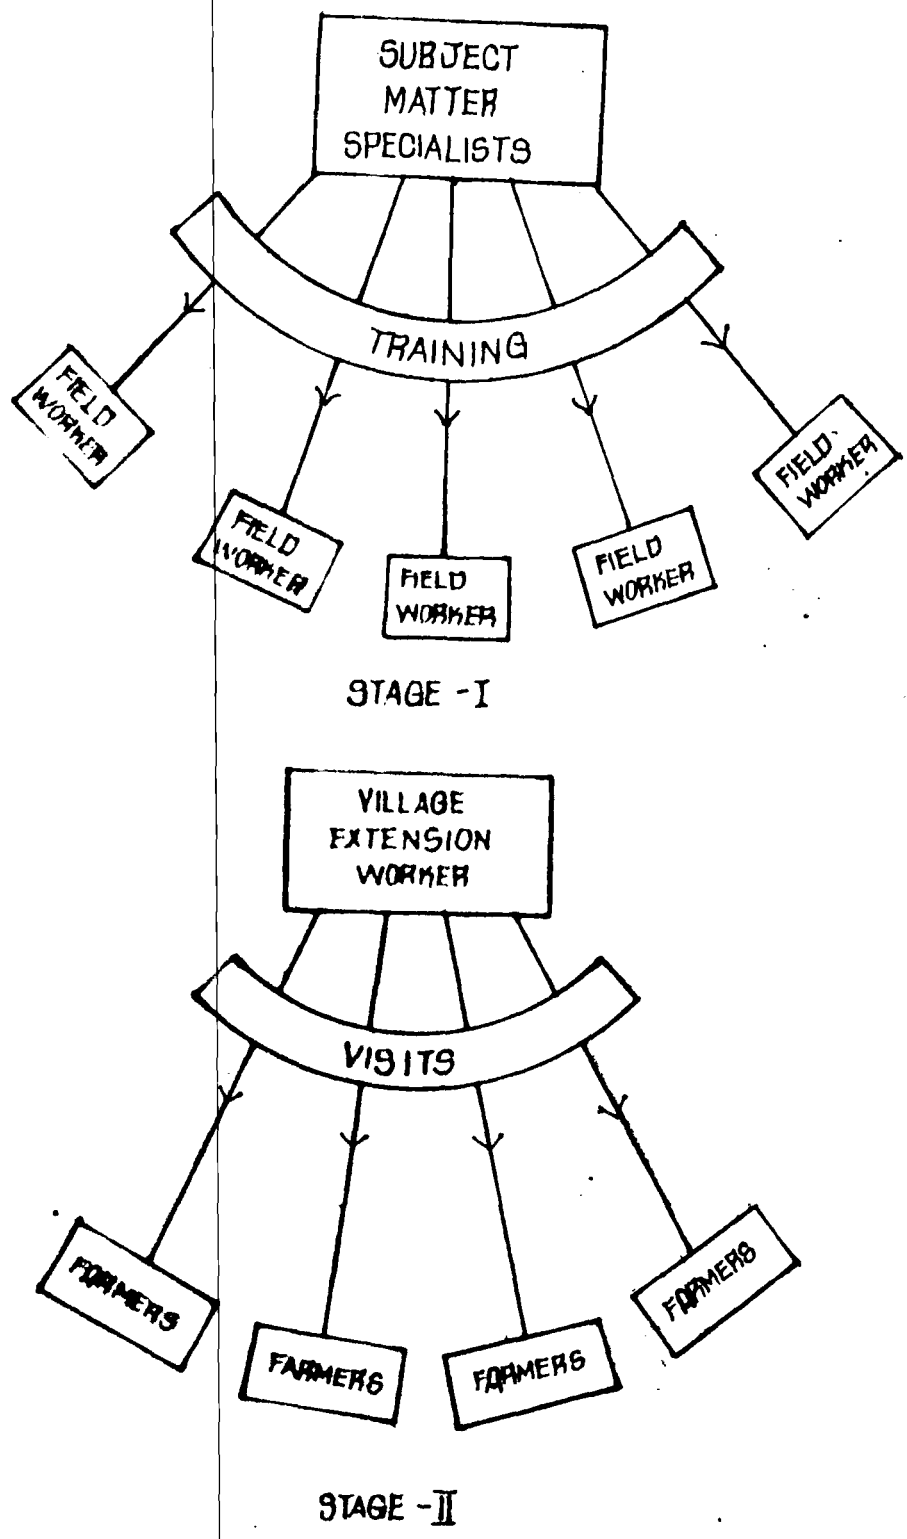 SUBJECT
MATTER
SPECIALISTS
TRAINING
FIELD
WORKER
FIELD
WORKER
FIELD
WORKER
FIELD
WORKER
FIELD
WORKER
STAGE - I
VILLAGE
EXTENSION
WORKER
VISITS
FARMERS
FARMERS
FARMERS
FARMERS
STAGE - II